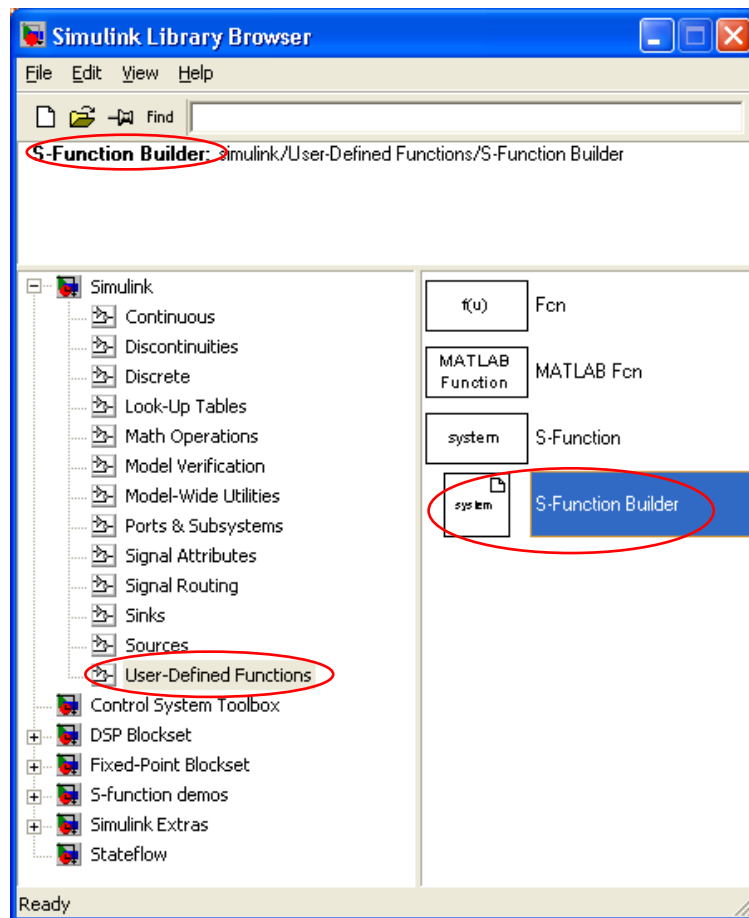 Simulink Library Browser
File Edit View Help
Find
S-Function Builder: simulink/User-Defined Functions/S-Function Builder
Simulink
Continuous
Discontinuities
Discrete
Look-Up Tables
Math Operations
Model Verification
Model-Wide Utilities
Ports & Subsystems
Signal Attributes
Signal Routing
Sinks
Sources
User-Defined Functions
Control System Toolbox
DSP Blockset
Fixed-Point Blockset
S-function demos
Simulink Extras
Stateflow
f(u) Fcn
MATLAB
Function
MATLAB Fcn
system S-Function
system S-Function Builder
Ready